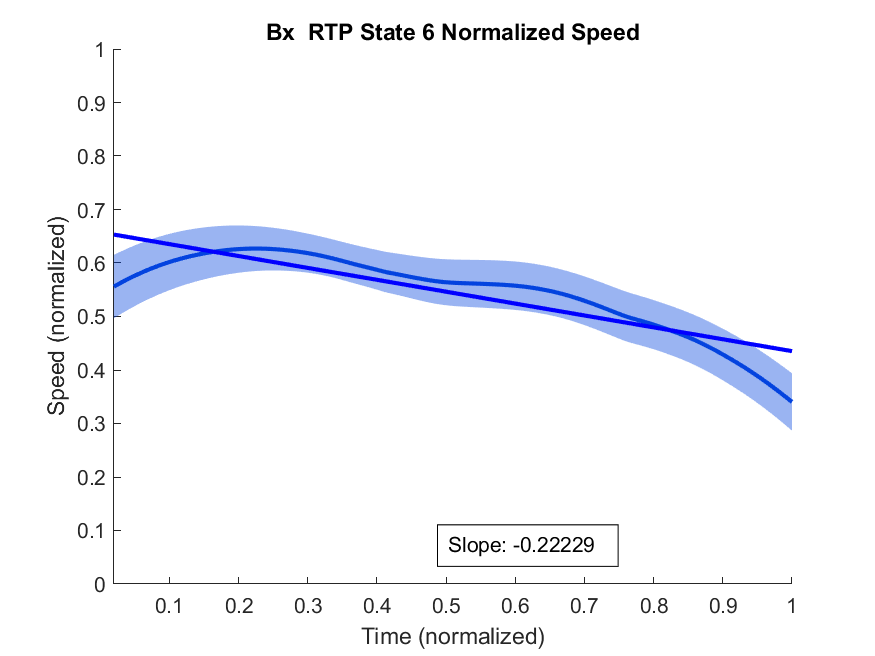 Bx  RTP State 6 Normalized Speed
1
0.9
0.8
0.7
0.6
0.5
0.4
0.3
0.2
0.1
0
Speed (normalized)
Slope: -0.22229
0.1 0.2 0.3 0.4 0.5 0.6 0.7 0.8 0.9 1
Time (normalized)